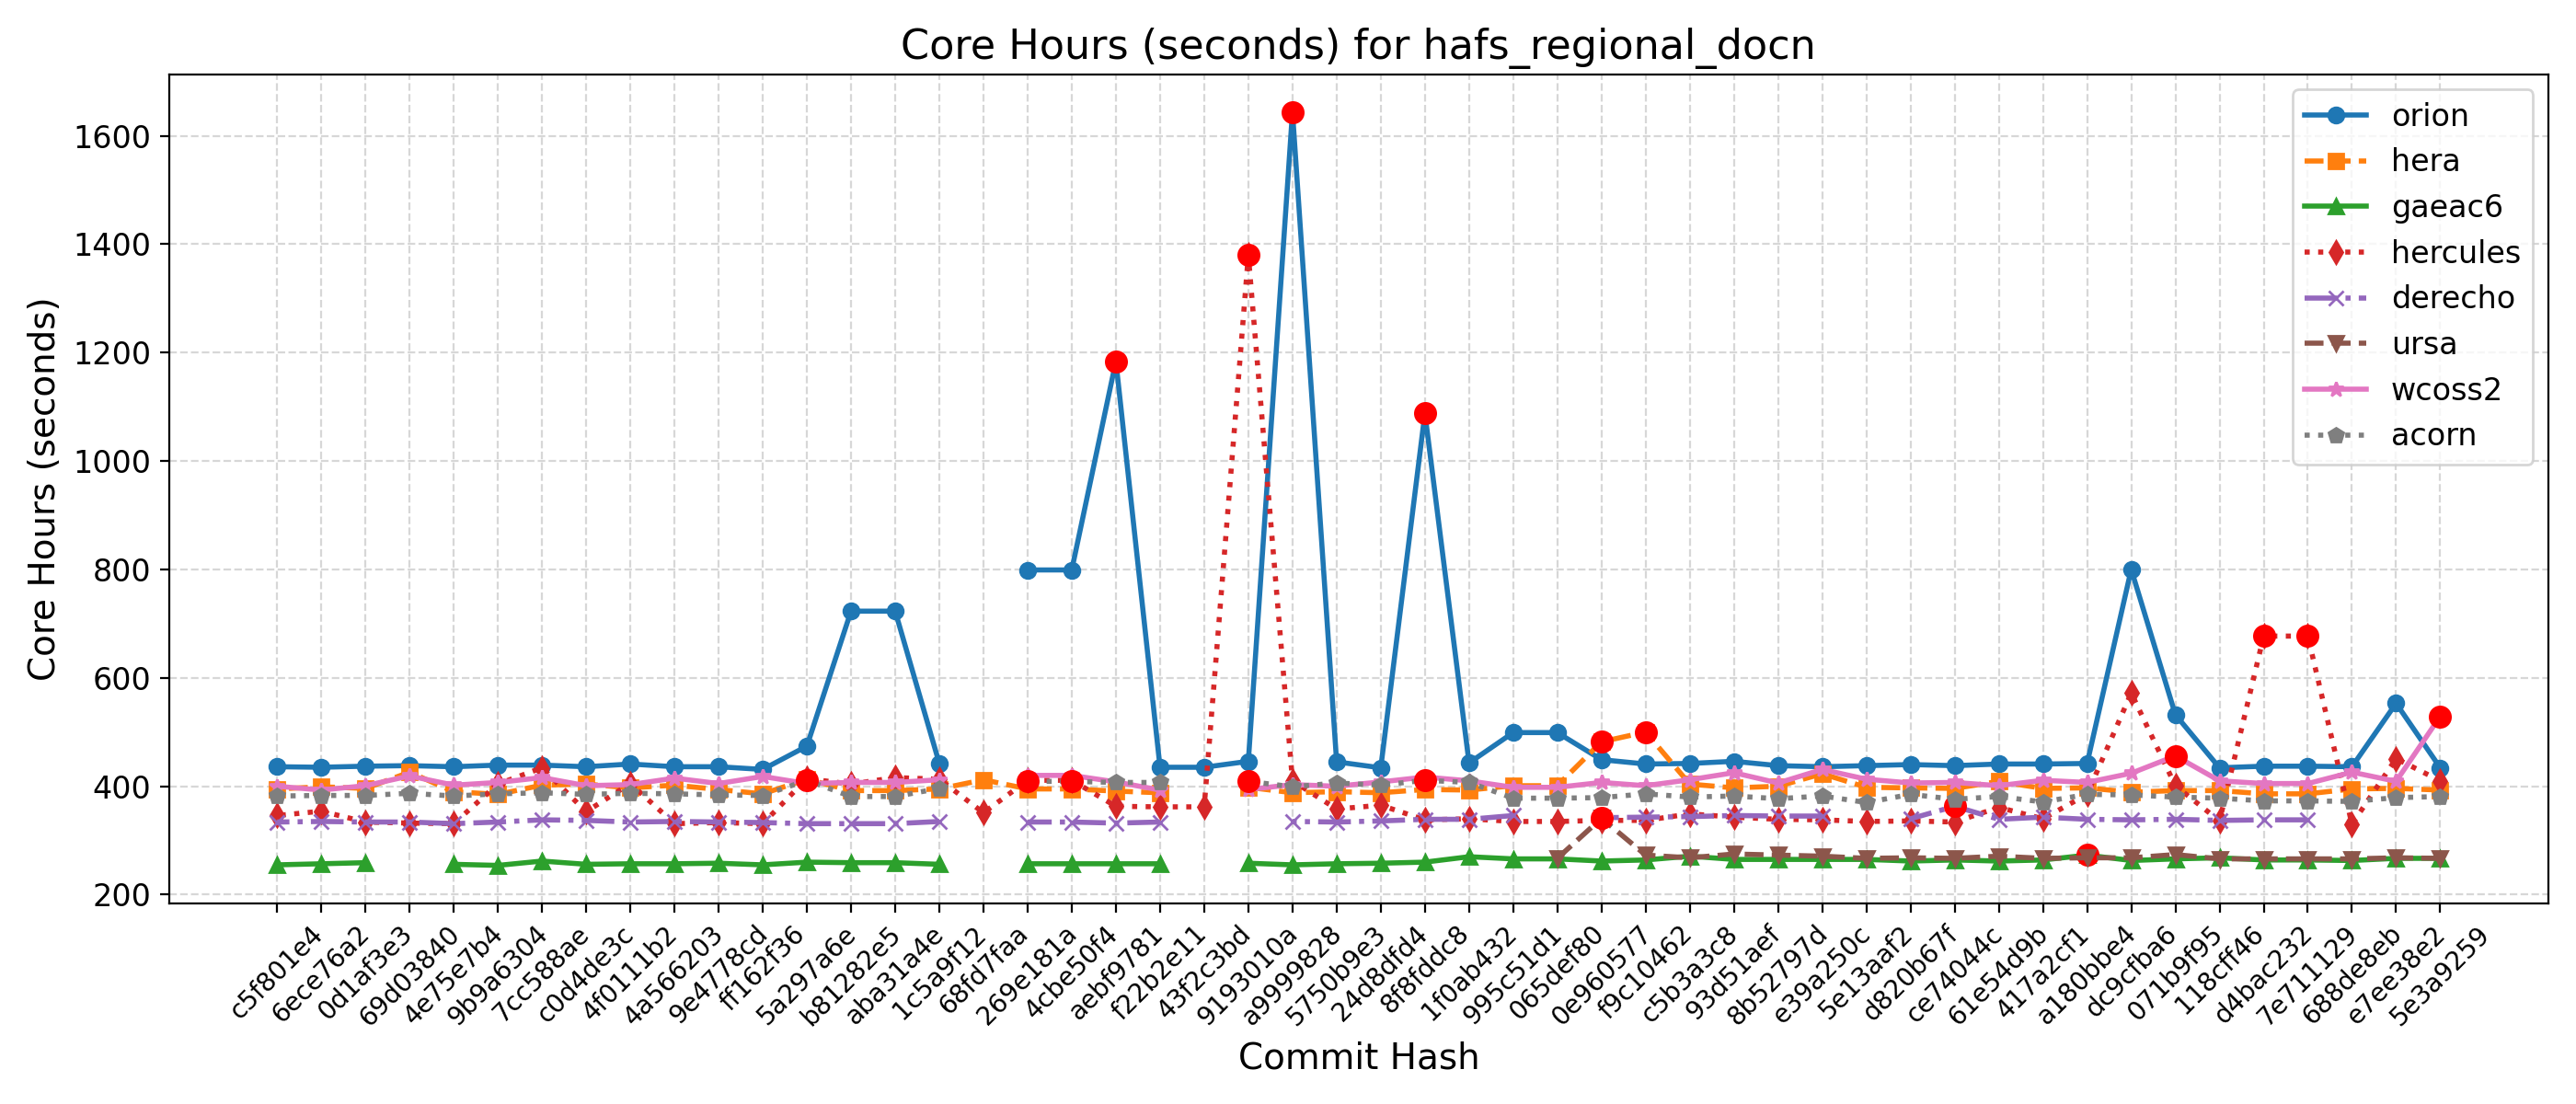 Core Hours (seconds) for hafs_regional_docn
Core Hours (seconds)
1600
1400
1200
1000
800
600
400
200
orion
hera
gaeac6
hercules
derecho
ursa
wcoss2
acorn
c5f801e4
6ece76a2
0d1af3e3
69d03840
4e75e7b4
9b9a6304
7cc588ae
c0d4de3c
4f0111b2
4a566203
9e4778cd
ff162f36
5a297a6e
b81282e5
aba31a4e
1c5a9f12
68fd7faa
269e181a
4cbe50f4
aebf9781
f22b2e11
43f2c3bd
9193010a
a9999828
5750b9e3
24d8dfd4
8f8fddc8
1f0ab432
995c51d1
065def80
0e960577
f9c10462
c5b3a3c8
93d51aef
8b52797d
e39a250c
5e13aaf2
d820b67f
ce74044c
61e54d9b
417a2cf1
a180bbe4
dc9cfba6
071b9f95
118cff46
d4bac232
7e711129
688de8eb
e7ee38e2
5e3a9259
Commit Hash